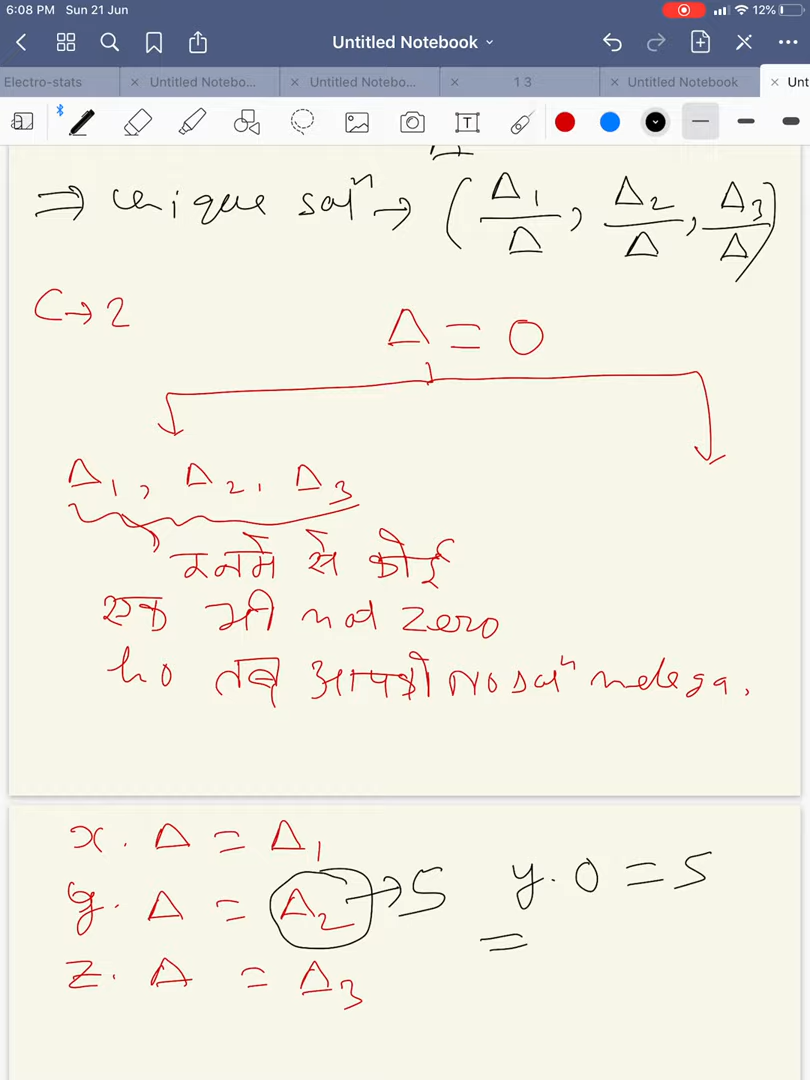 6:08 PM Sun 21 Jun 12%
Untitled Notebook
Electro-stats × Untitled Notebo... × Untitled Notebo... × 1 3 × Untitled Notebook × Unt
⇒ unique solⁿ → (Δ₁/Δ, Δ₂/Δ, Δ₃/Δ)
C→2
Δ = 0
Δ₁, Δ₂, Δ₃
इनमे से कोई
एक भी not zero
ho तब आपको No solⁿ melega.
x. Δ = Δ₁
y. Δ = Δ₂ → 5 y. 0 = 5
=
z. Δ = Δ₃